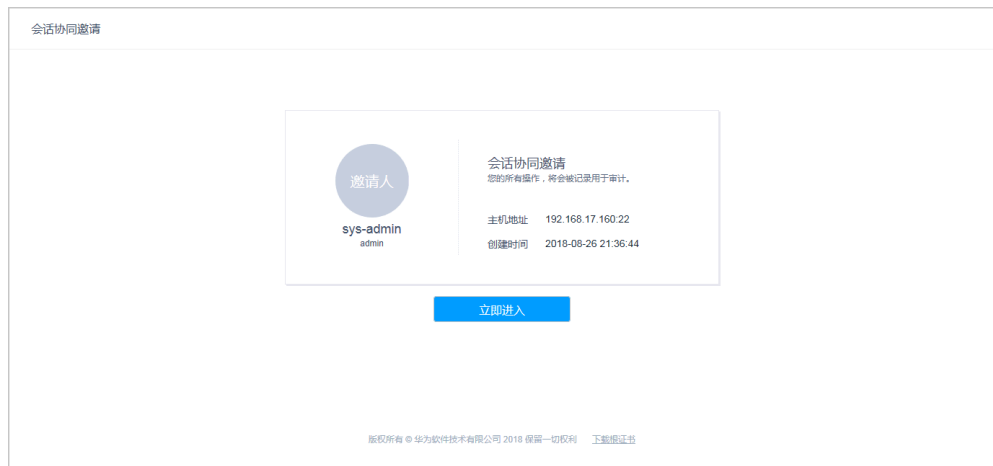 会话协同邀请
邀请人
sys-admin
admin
会话协同邀请
您的所有操作，将会被记录用于审计。
主机地址 192.168.17.160:22
创建时间 2018-08-26 21:36:44
立即进入
版权所有 © 华为软件技术有限公司 2018 保留一切权利 下载根证书